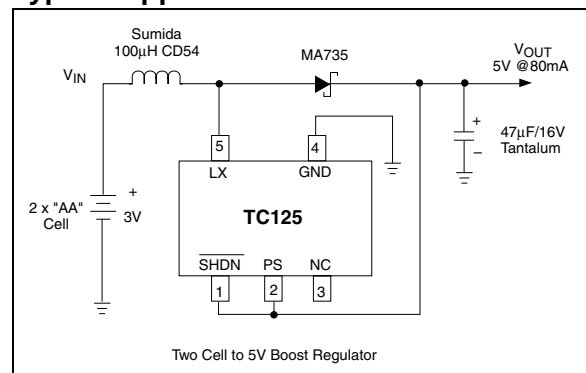 Sumida
100µH CD54
MA735
VOUT
5V @80mA
VIN
5
4
+
47µF/16V
Tantalum
–
LX
GND
2 x "AA"
Cell
+
3V
TC125
SHDN
PS
NC
1
2
3
Two Cell to 5V Boost Regulator